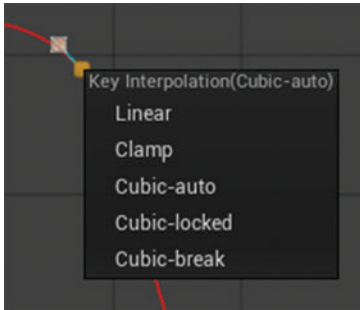 Key Interpolation(Cubic-auto)
Linear
Clamp
Cubic-auto
Cubic-locked
Cubic-break